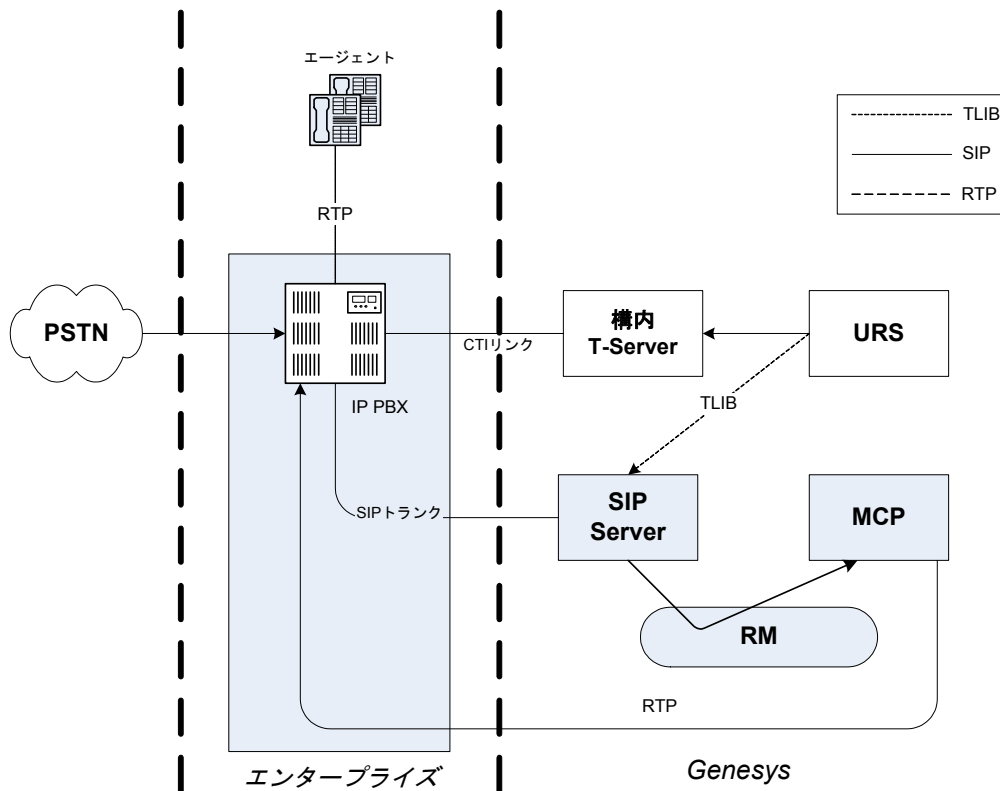 エージェント
TLIB
SIP
RTP
RTP
PSTN
IP PBX
CTIリンク
構内
T-Server
URS
TLIB
SIPトランク
SIP
Server
MCP
RM
RTP
エンタープライズ
Genesys